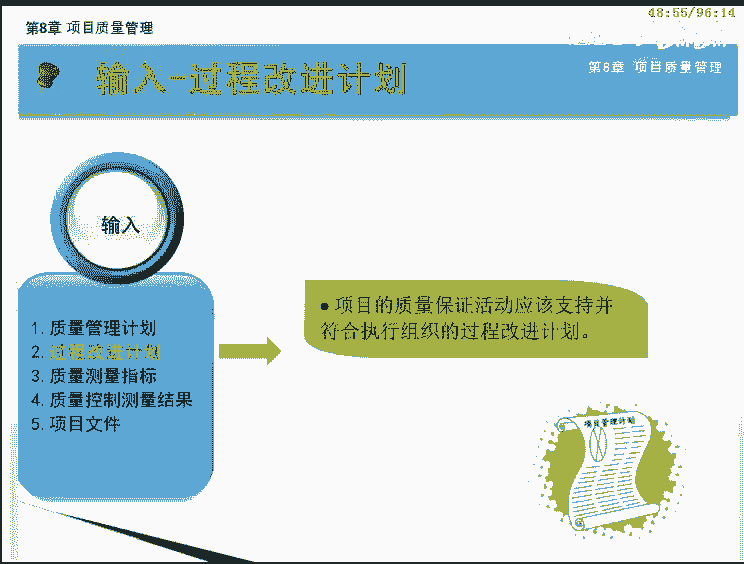 48:55/96:14
第8章 项目质量管理
第8章 项目质量管理
输入-过程改进计划
输入
1. 质量管理计划
2. 过程改进计划
3. 质量测量指标
4. 质量控制测量结果
5. 项目文件
● 项目的质量保证活动应该支持并
符合执行组织的过程改进计划。
项目管理计划